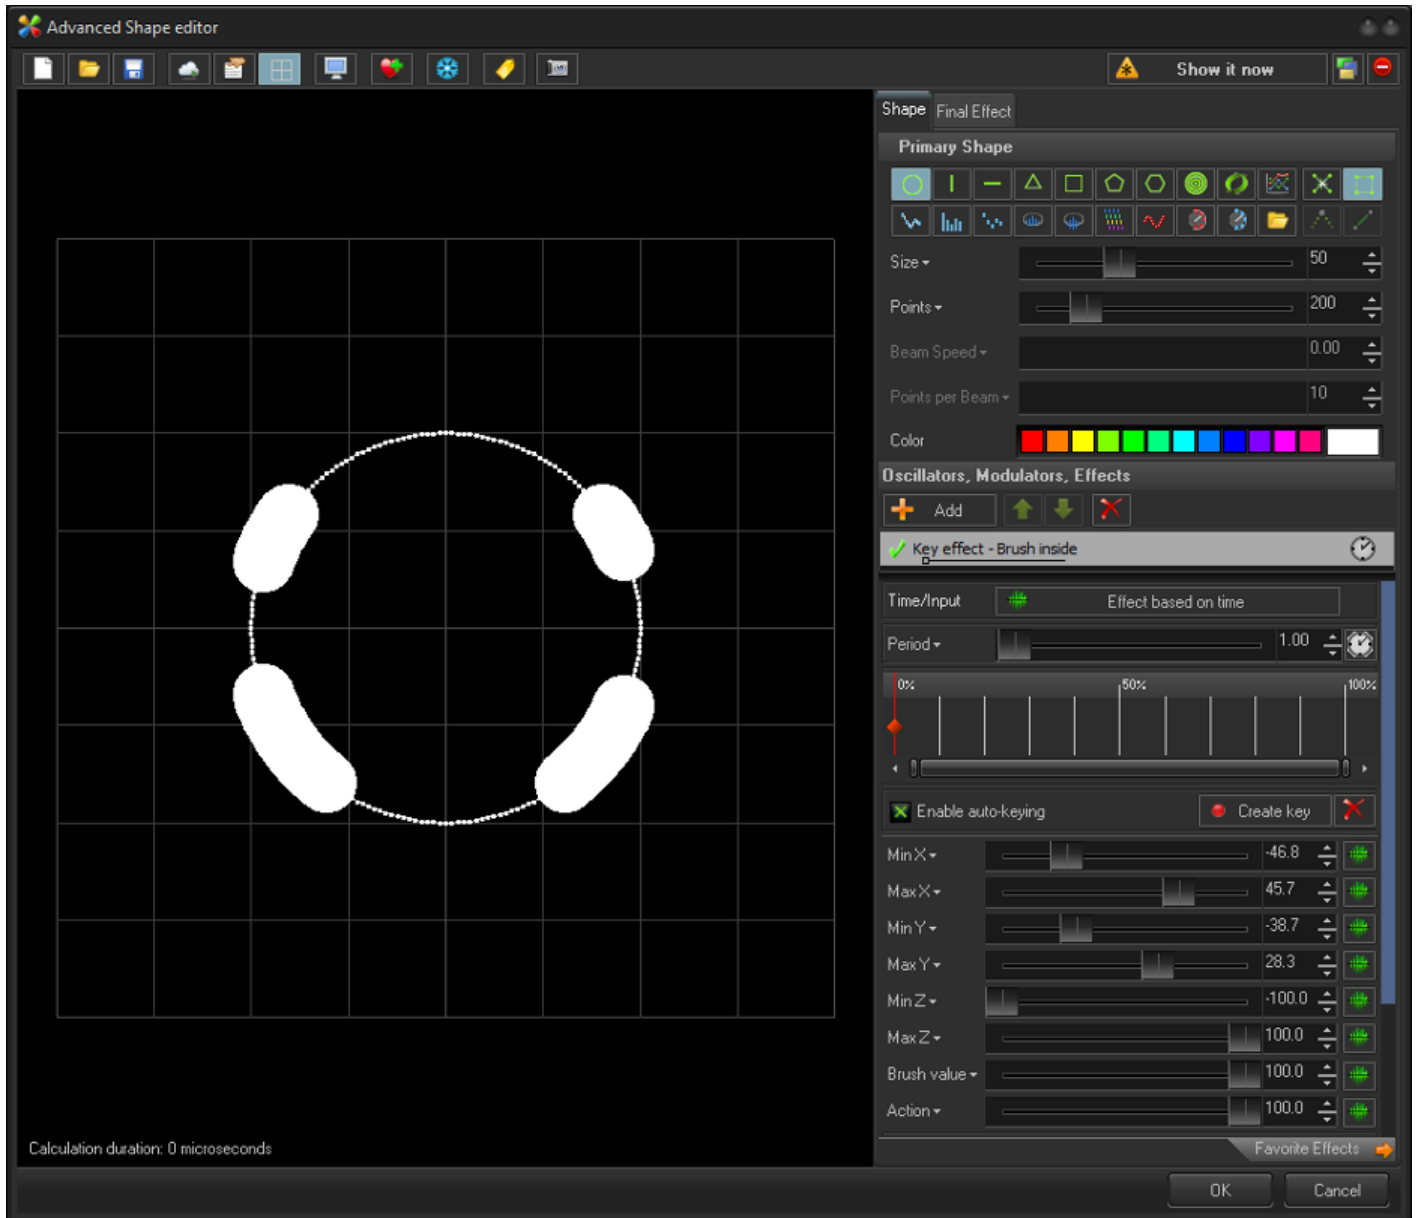 Advanced Shape editor
Show it now
Shape Final Effect
Primary Shape
Size 50
Points 200
Beam Speed 0.00
Points per Beam 10
Color
Oscillators, Modulators, Effects
Add
Key effect - Brush inside
Time/Input Effect based on time
Period 1.00
0% 50% 100%
Enable auto-keying Create key
Min X -46.8
Max X 45.7
Min Y -38.7
Max Y 28.3
Min Z -100.0
Max Z 100.0
Brush value 100.0
Action 100.0
Calculation duration: 0 microseconds
Favorite Effects
OK Cancel